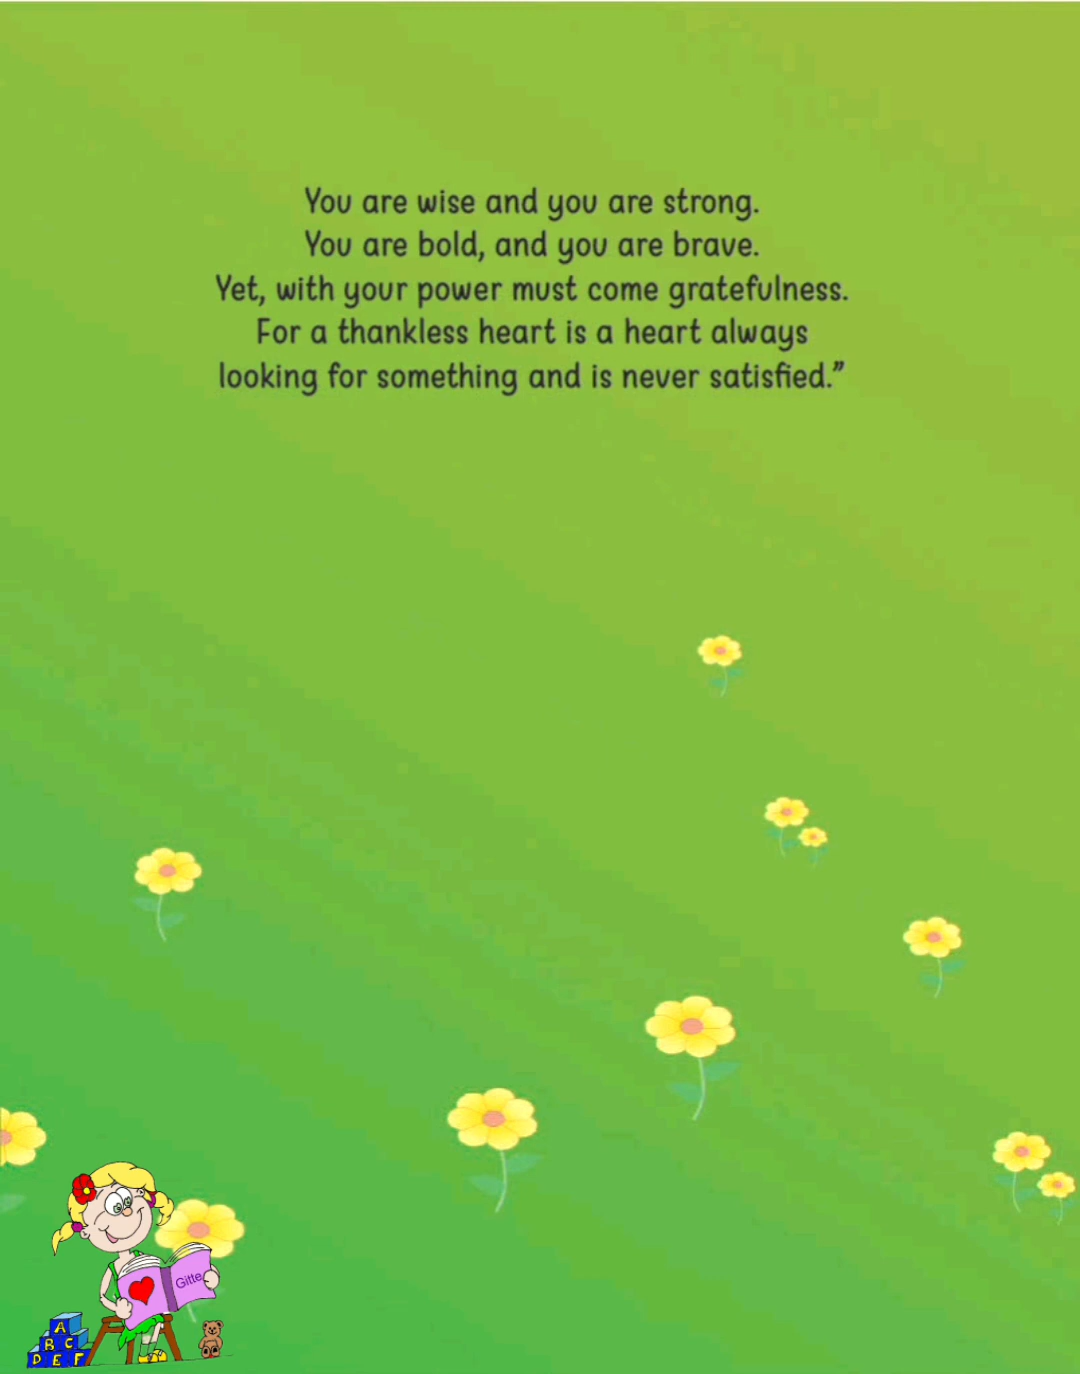 You are wise and you are strong.
You are bold, and you are brave.
Yet, with your power must come gratefulness.
For a thankless heart is a heart always
looking for something and is never satisfied.”
Gitte
A
B C
D E F